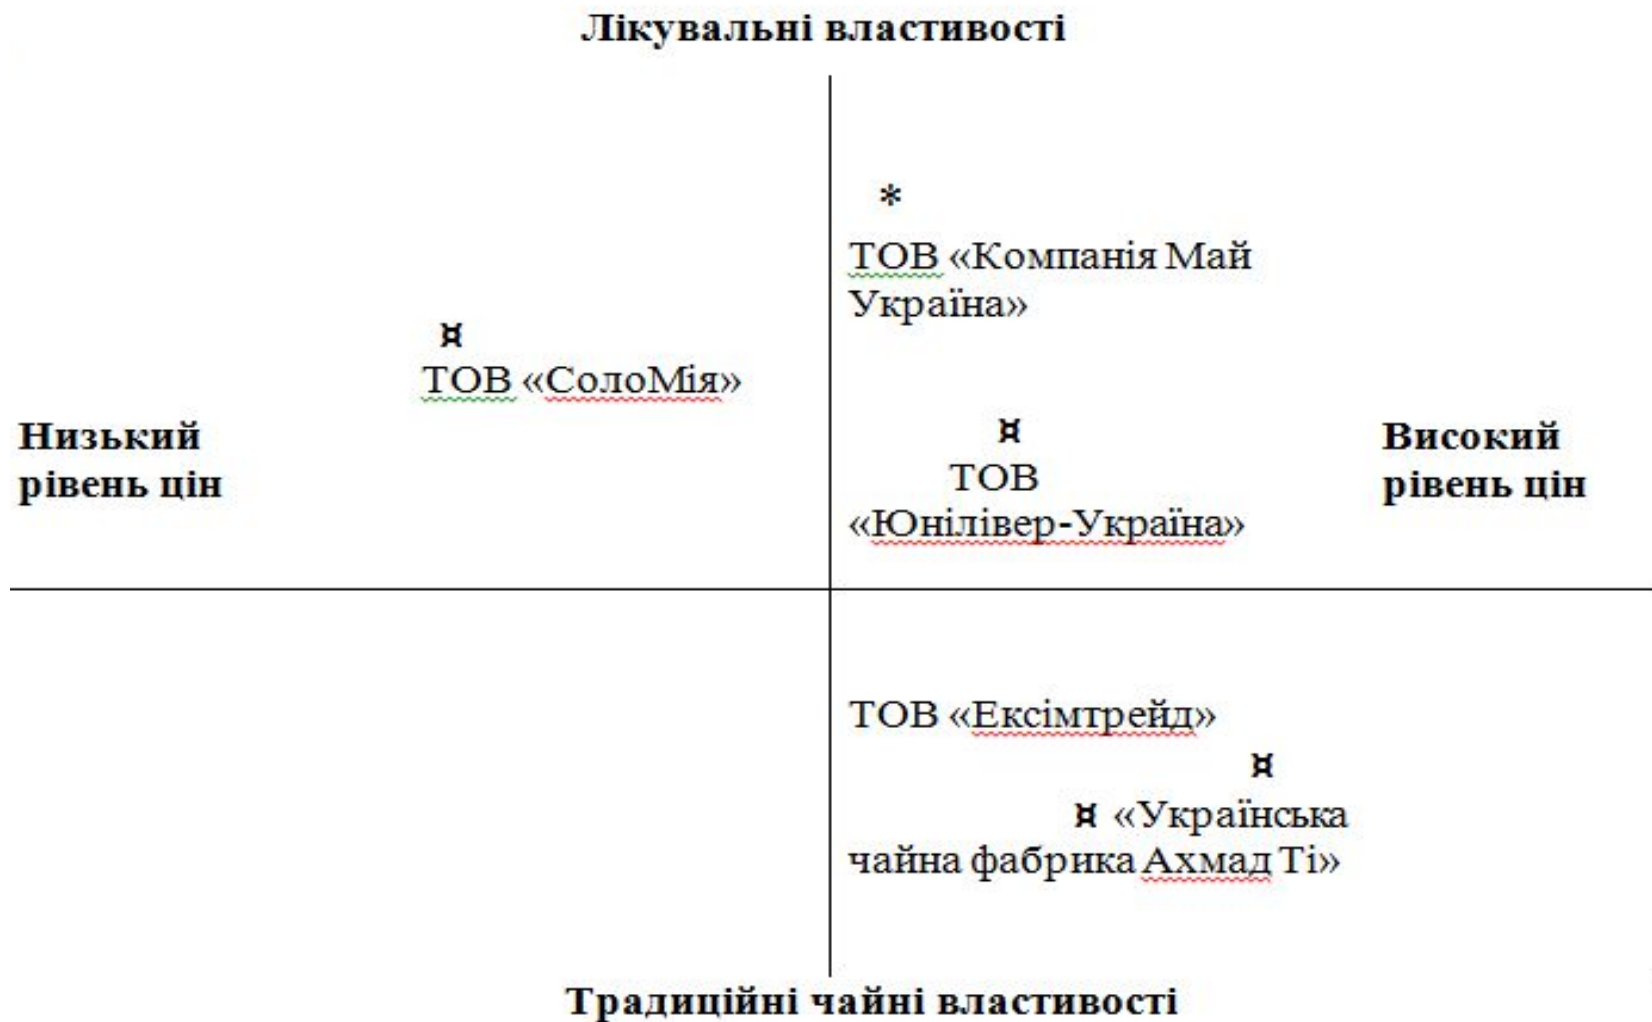 Лікувальні властивості
*
ТОВ «Компанія Май
Україна»
¤
ТОВ «СолоМія»
Низький
рівень цін
¤
ТОВ
«Юнілівер-Україна»
Високий
рівень цін
ТОВ «Ексімтрейд»
¤
¤ «Українська
чайна фабрика Ахмад Ті»
Традиційні чайні властивості